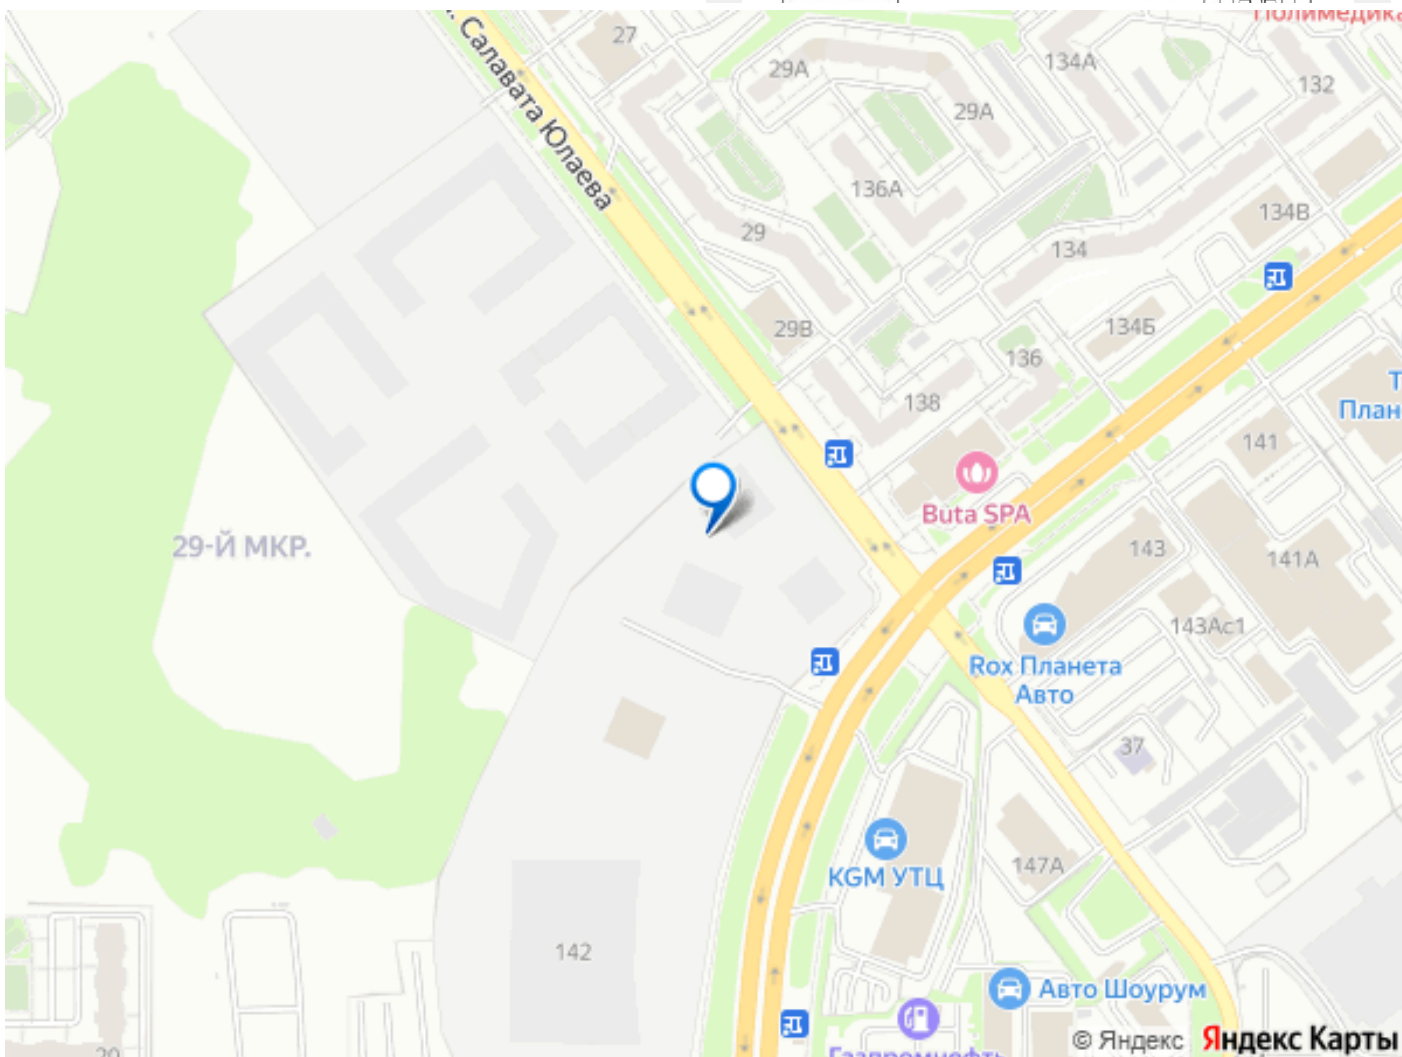 Полимедика
27
29А
134А
132
29А
. Салавата Юлаева
136А
134В
29
134
29В
134Б
136
138
План
141
Buta SPA
29-Й МКР.
143
141А
143Ас1
Rox Планета
Авто
37
KGM УТЦ
147А
142
Авто Шоурум
© Яндекс Яндекс Карты
Газпромнефть
20